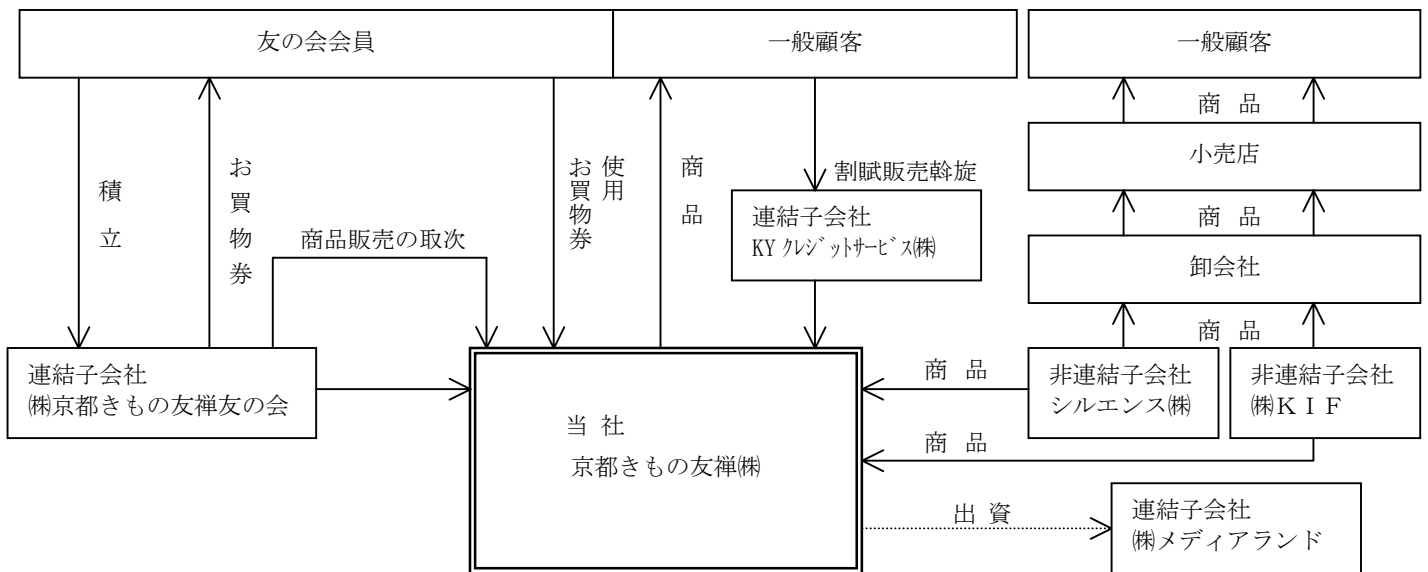 友の会会員
一般顧客
一般顧客
商 品
小売店
積立
お買物券
お買物券
使用
商品
割賦販売斡旋
商 品
連結子会社
KY ｸﾚｼﾞｯﾄｻｰﾋﾞｽ㈱
商品販売の取次
卸会社
商 品
連結子会社
㈱京都きもの友禅友の会
当 社
京都きもの友禅㈱
商 品
非連結子会社
シルエンス㈱
非連結子会社
㈱ＫＩＦ
商 品
出 資
連結子会社
㈱メディアランド